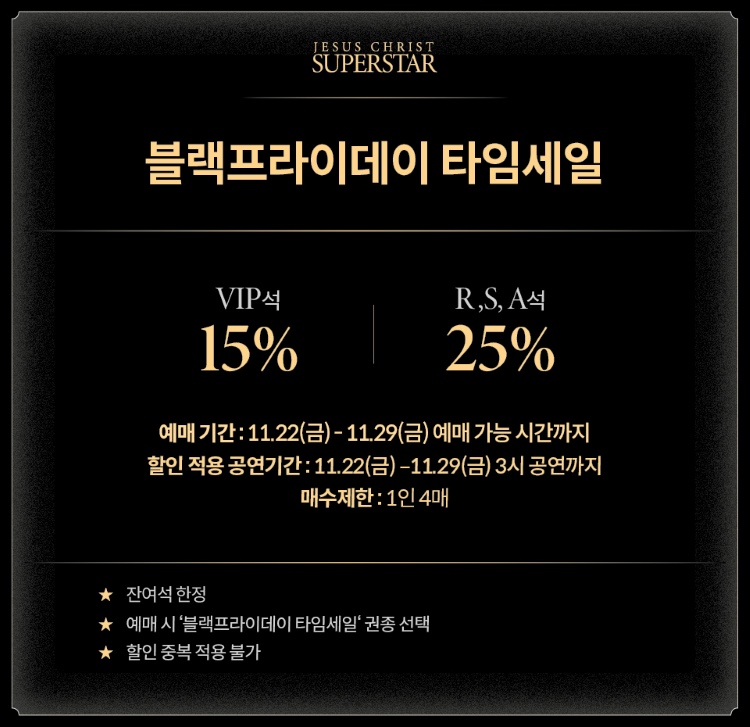 JESUS CHRIST
SUPERSTAR
블랙프라이데이 타임세일
VIP석
15%
R ,S, A석
25%
예매 기간 : 11.22(금) - 11.29(금) 예매 가능 시간까지
할인 적용 공연기간 : 11.22(금) –11.29(금) 3시 공연까지
매수제한 : 1인 4매
★ 잔여석 한정
★ 예매 시 ‘블랙프라이데이 타임세일‘ 권종 선택
★ 할인 중복 적용 불가